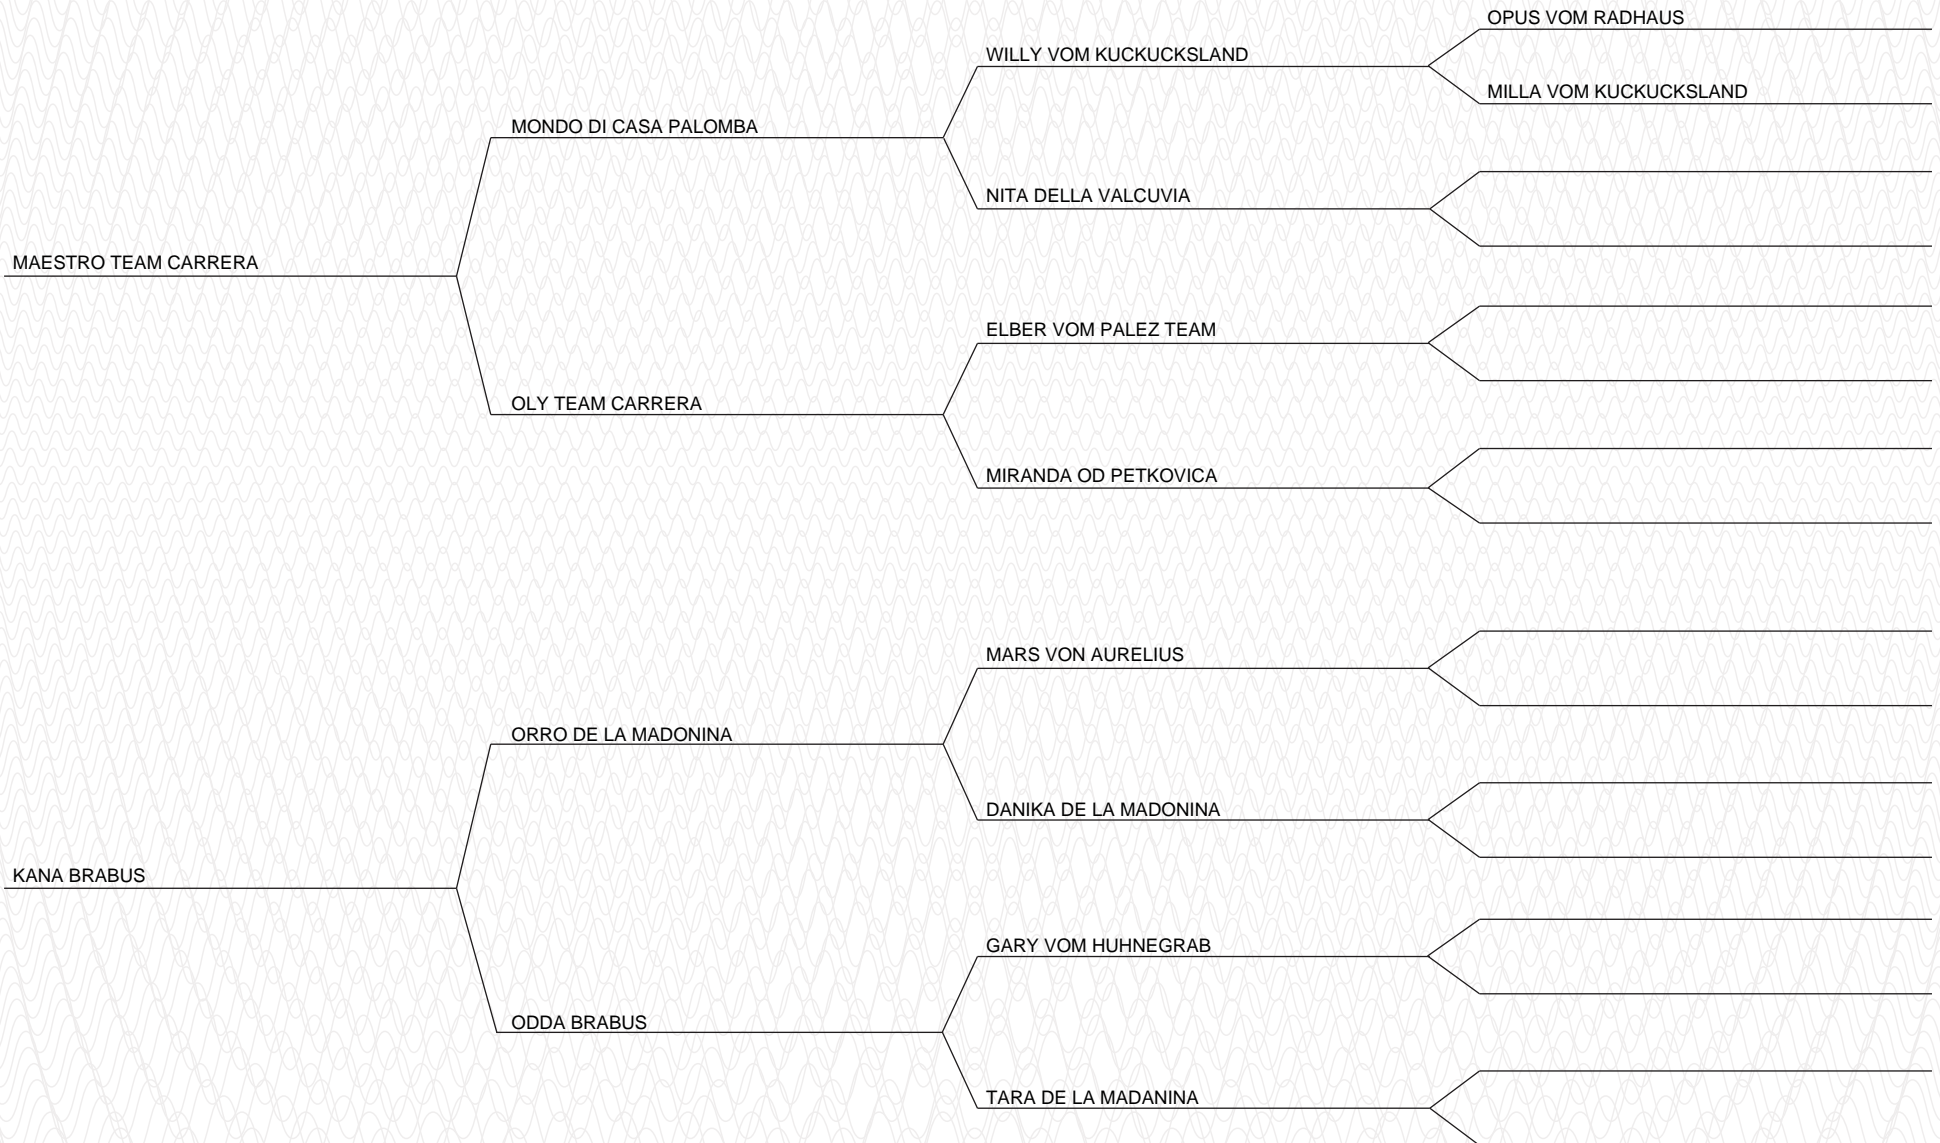 OPUS VOM RADHAUS
WILLY VOM KUCKUCKSLAND
MILLA VOM KUCKUCKSLAND
MONDO DI CASA PALOMBA
NITA DELLA VALCUVIA
MAESTRO TEAM CARRERA
ELBER VOM PALEZ TEAM
OLY TEAM CARRERA
MIRANDA OD PETKOVICA
MARS VON AURELIUS
ORRO DE LA MADONINA
DANIKA DE LA MADONINA
KANA BRABUS
GARY VOM HUHNEGRAB
ODDA BRABUS
TARA DE LA MADANINA